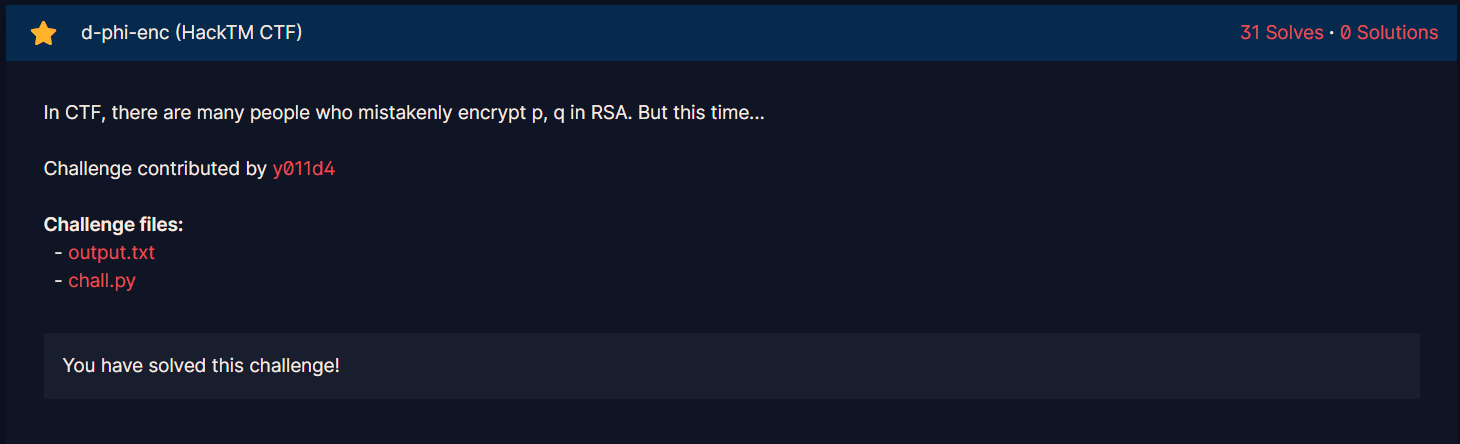 d-phi-enc (HackTM CTF)
31 Solves · 0 Solutions
In CTF, there are many people who mistakenly encrypt p, q in RSA. But this time...
Challenge contributed by y011d4
Challenge files:
- output.txt
- chall.py
You have solved this challenge!